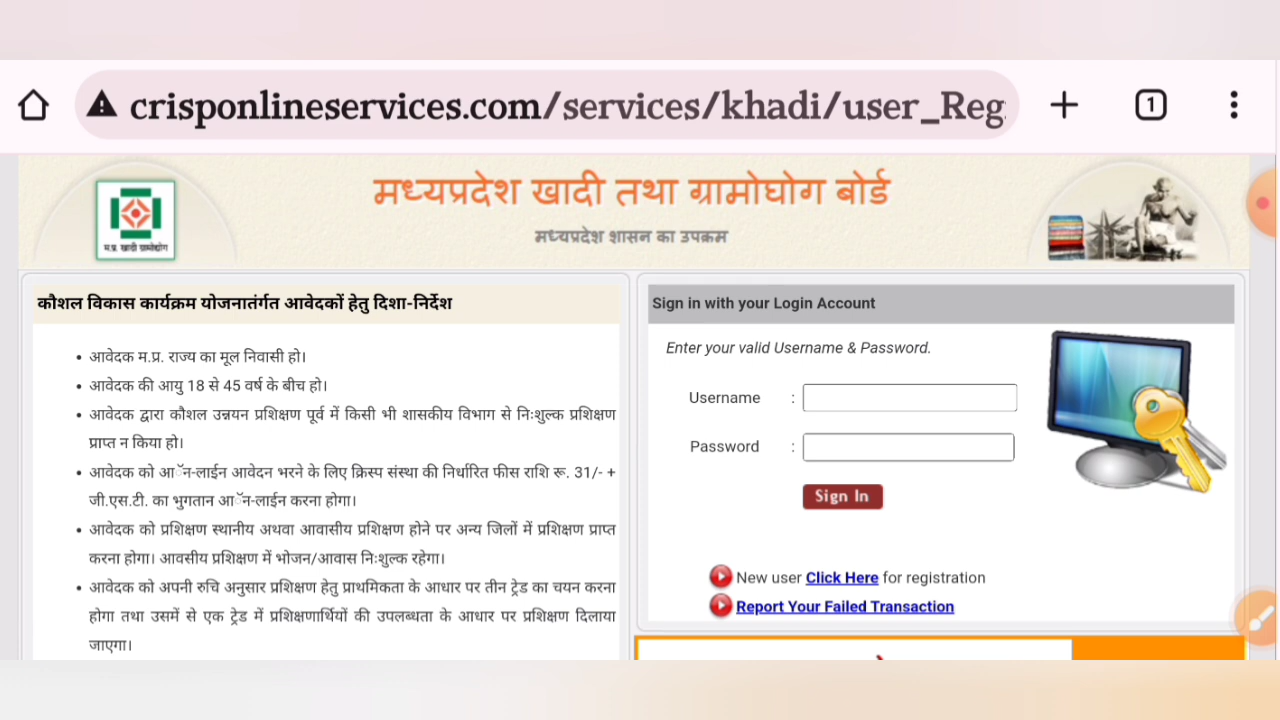 crisponlineservices.com/services/khadi/user_Reg
1
मध्यप्रदेश खादी तथा ग्रामोघोग बोर्ड
मध्यप्रदेश शासन का उपक्रम
म.प्र. खादी ग्रामोद्योग
कौशल विकास कार्यक्रम योजनातंर्गत आवेदकों हेतु दिशा-निर्देश
आवेदक म.प्र. राज्य का मूल निवासी हो।
आवेदक की आयु 18 से 45 वर्ष के बीच हो।
आवेदक द्वारा कौशल उन्नयन प्रशिक्षण पूर्व में किसी भी शासकीय विभाग से निःशुल्क प्रशिक्षण
प्राप्त न किया हो।
आवेदक को आॅन-लाईन आवेदन भरने के लिए क्रिस्प संस्था की निर्धारित फीस राशि रू. 31/- +
जी.एस.टी. का भुगतान आॅन-लाईन करना होगा।
आवेदक को प्रशिक्षण स्थानीय अथवा आवासीय प्रशिक्षण होने पर अन्य जिलों में प्रशिक्षण प्राप्त
करना होगा। आवसीय प्रशिक्षण में भोजन/आवास निःशुल्क रहेगा।
आवेदक को अपनी रुचि अनुसार प्रशिक्षण हेतु प्राथमिकता के आधार पर तीन ट्रेड का चयन करना
होगा तथा उसमें से एक ट्रेड में प्रशिक्षणार्थियों की उपलब्धता के आधार पर प्रशिक्षण दिलाया
जाएगा।
Sign in with your Login Account
Enter your valid Username & Password.
Username :
Password :
Sign In
New user Click Here for registration
Report Your Failed Transaction